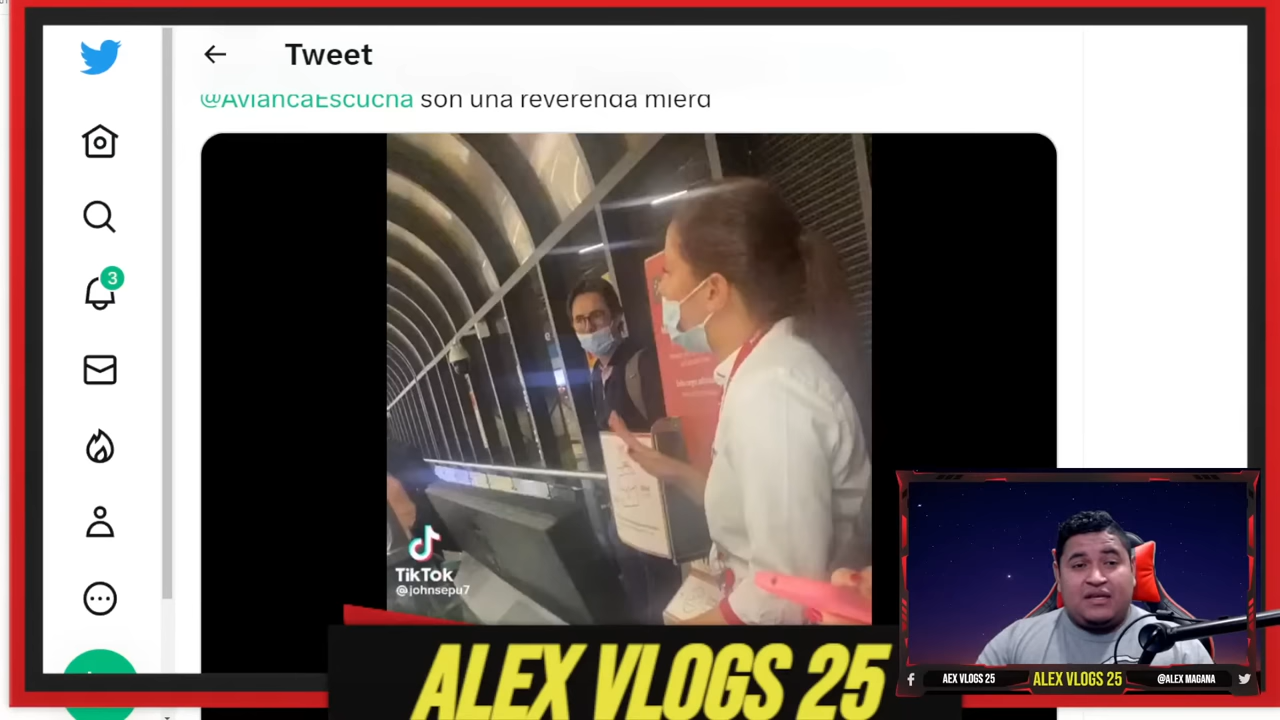 Tweet
@AviancaEscucha son una reverenda mierd
3
TikTok
@johnsepu7
ALEX VLOGS 25
AEX VLOGS 25
ALEX VLOGS 25
@ALEX MAGANA